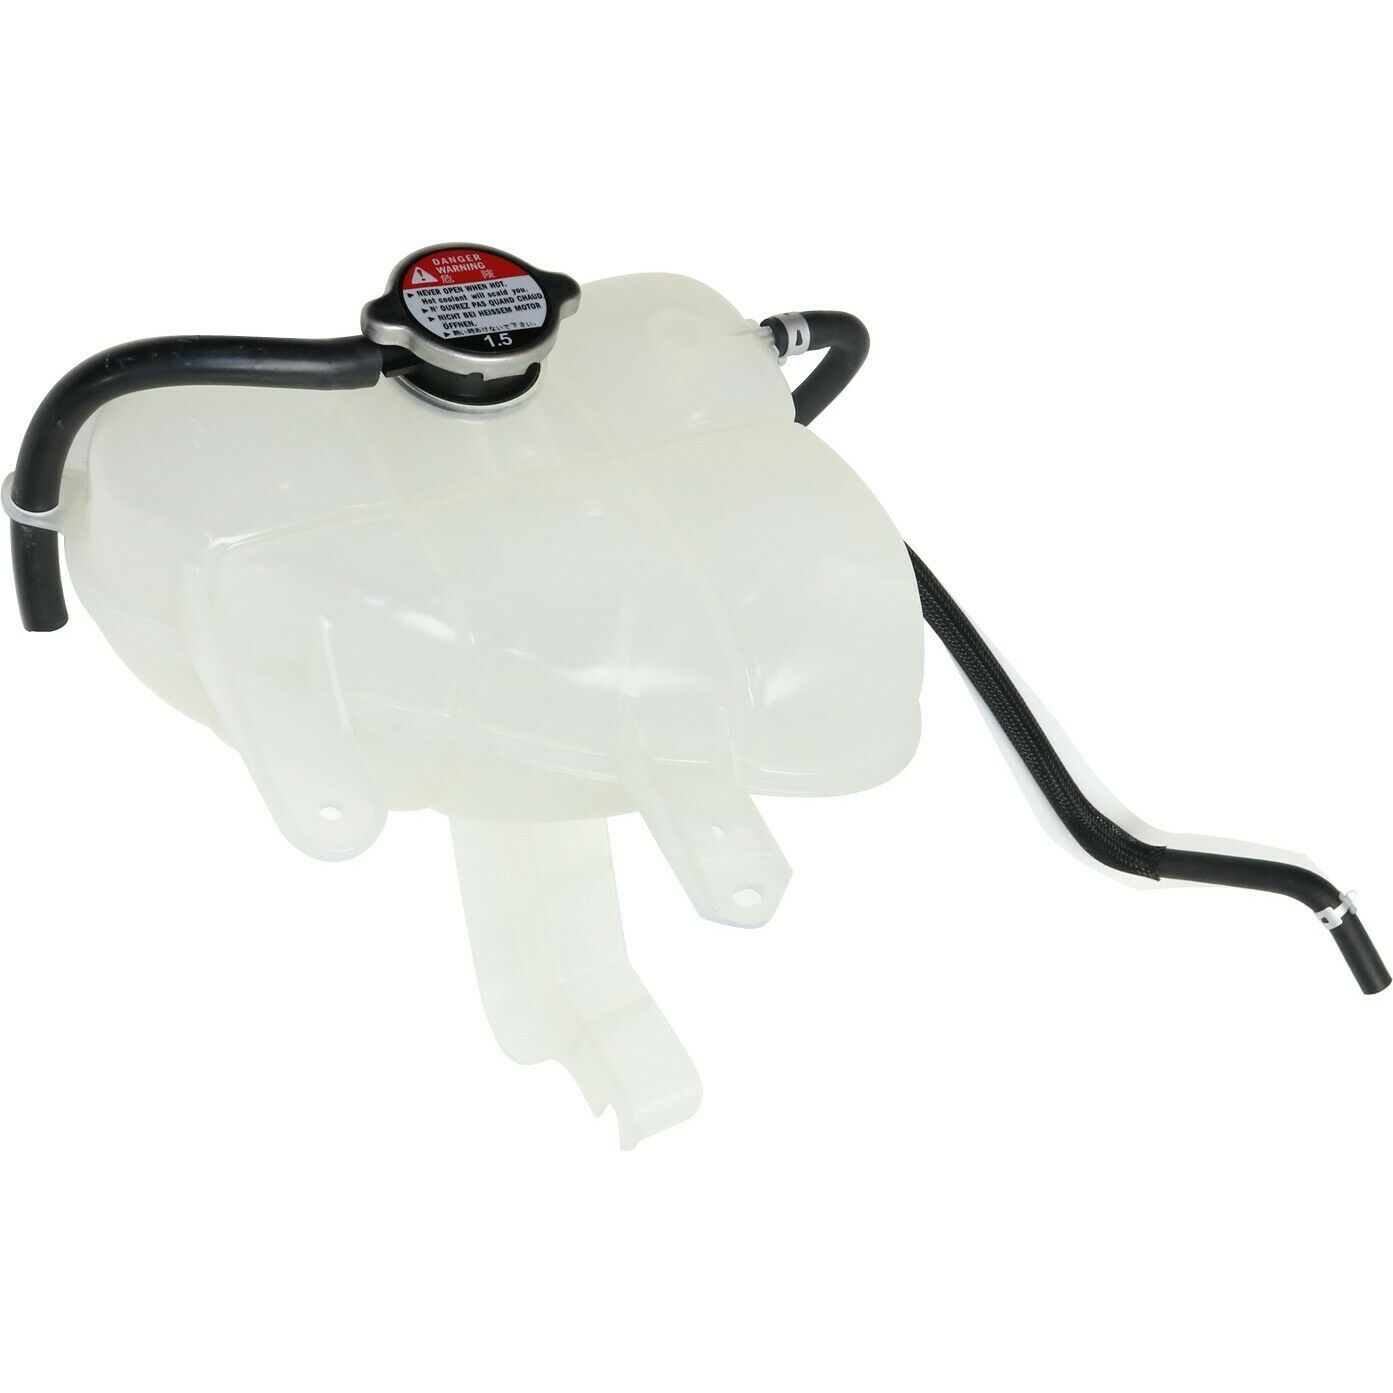 DANGER
WARNING
危 険
▶ NEVER OPEN WHEN HOT.
Hot coolant will scald you.
▶ N' OUVREZ PAS QUAND CHAUD
▶ NICHT BEI HEISSEM MOTOR
ÖFFNEN.
▶ 熱い時あけないで下さい。
1.5